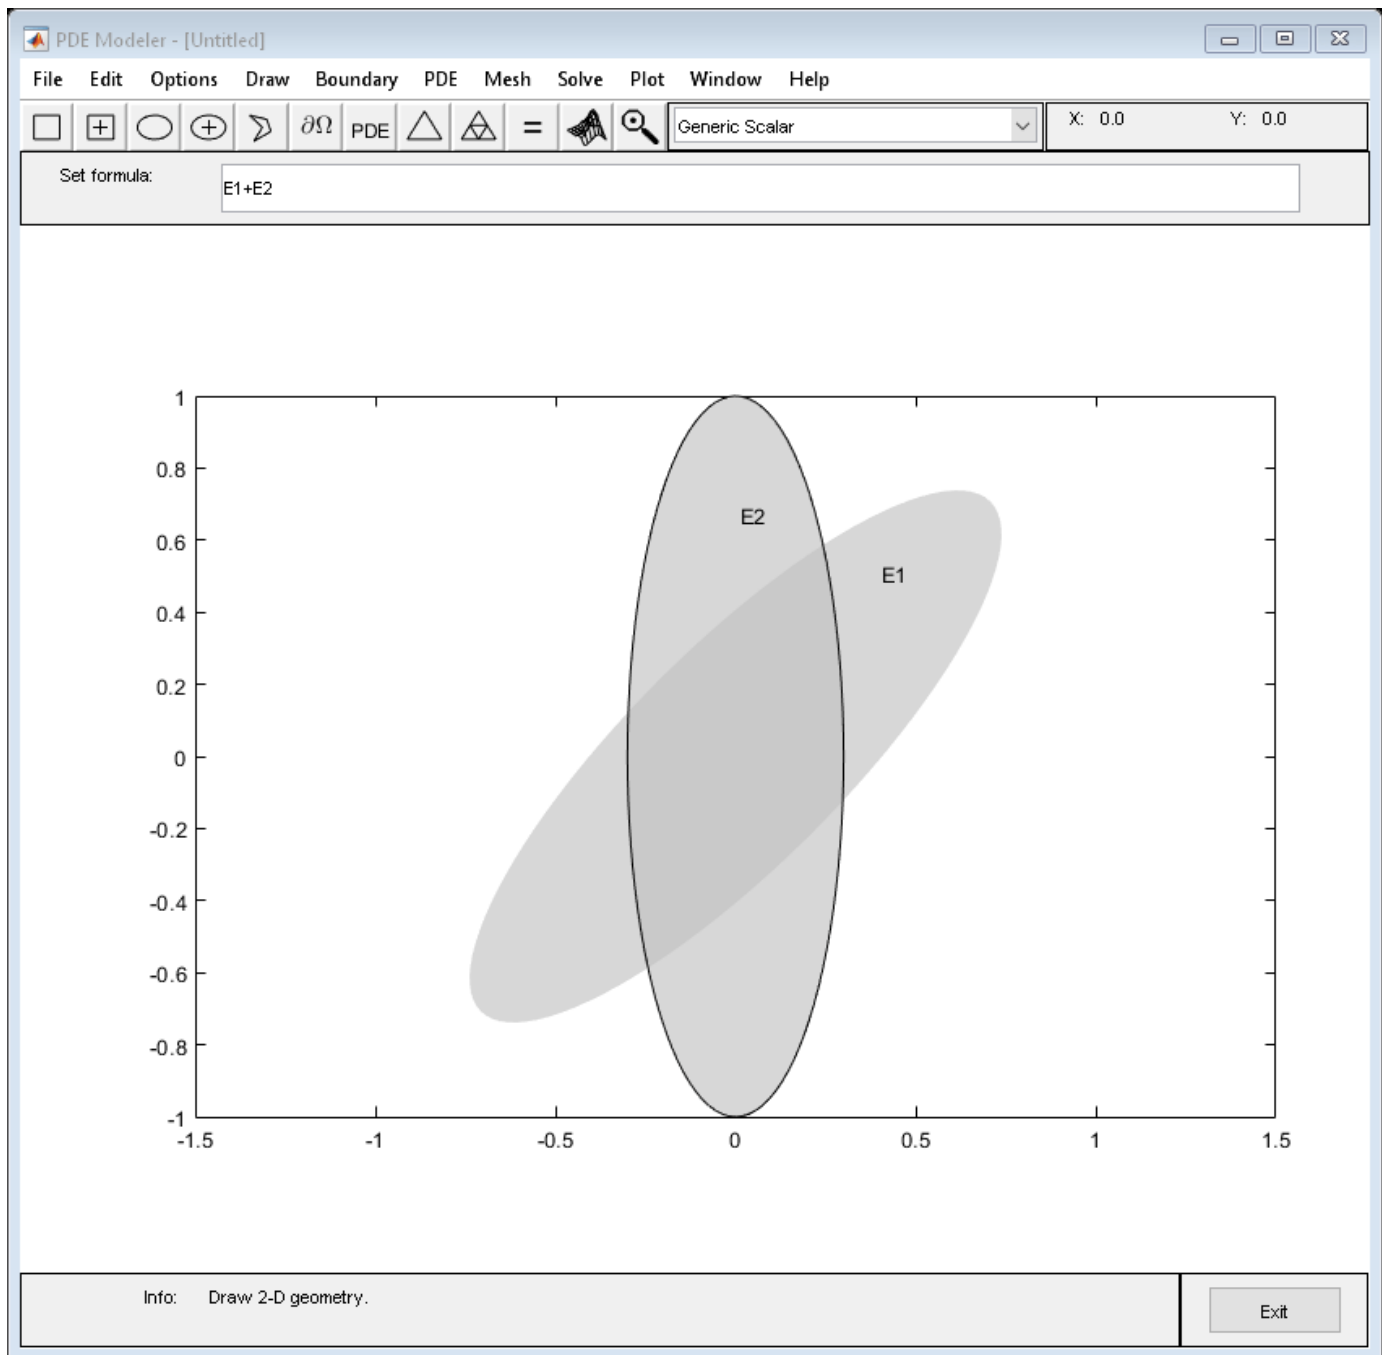 PDE Modeler - [Untitled]
File Edit Options Draw Boundary PDE Mesh Solve Plot Window Help
∂Ω PDE = Generic Scalar X: 0.0 Y: 0.0
Set formula: E1+E2
1
0.8
0.6
0.4
0.2
0
-0.2
-0.4
-0.6
-0.8
-1
E2
E1
-1.5 -1 -0.5 0 0.5 1 1.5
Info: Draw 2-D geometry. Exit